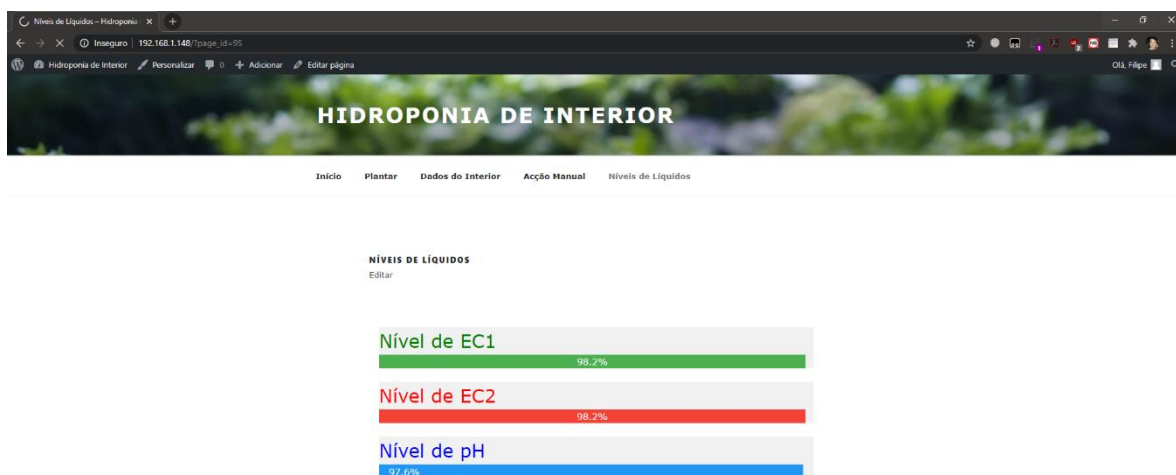 Níveis de Líquidos – Hidroponia
Inseguro | 192.168.1.148/?page_id=95
Hidroponia de Interior Personalizar 0 Adicionar Editar página Olá, Filipe
HIDROPONIA DE INTERIOR
Início Plantar Dados do Interior Acção Manual Níveis de Líquidos
NÍVEIS DE LÍQUIDOS
Editar
Nível de EC1
98.2%
Nível de EC2
98.2%
Nível de pH
97.6%